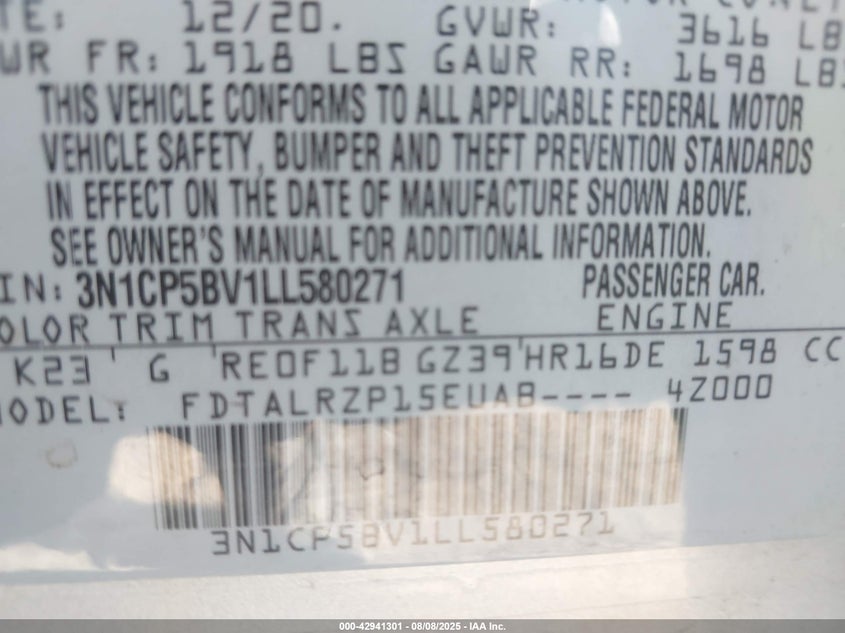 12/20. GVWR: 3616 LB
WR FR: 1918 LBS GAWR RR: 1698 LBS
THIS VEHICLE CONFORMS TO ALL APPLICABLE FEDERAL MOTOR
VEHICLE SAFETY, BUMPER AND THEFT PREVENTION STANDARDS
IN EFFECT ON THE DATE OF MANUFACTURE SHOWN ABOVE.
SEE OWNER'S MANUAL FOR ADDITIONAL INFORMATION.
IN: 3N1CP5BV1LL580271 PASSENGER CAR.
OLOR TRIM TRANS AXLE ENGINE
K23 G RE0F11B GZ39 HR16DE 1598 CC
ODEL: FDTALRZP15EUAB---- 4Z000
3N1CP5BV1LL580271
000-42941301 - 08/08/2025 - IAA Inc.